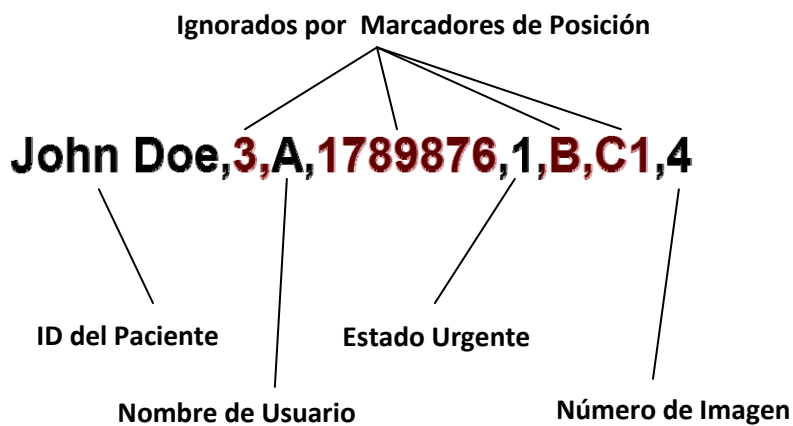 Ignorados por Marcadores de Posición
John Doe,3,A,1789876,1,B,C1,4
ID del Paciente
Estado Urgente
Nombre de Usuario
Número de Imagen